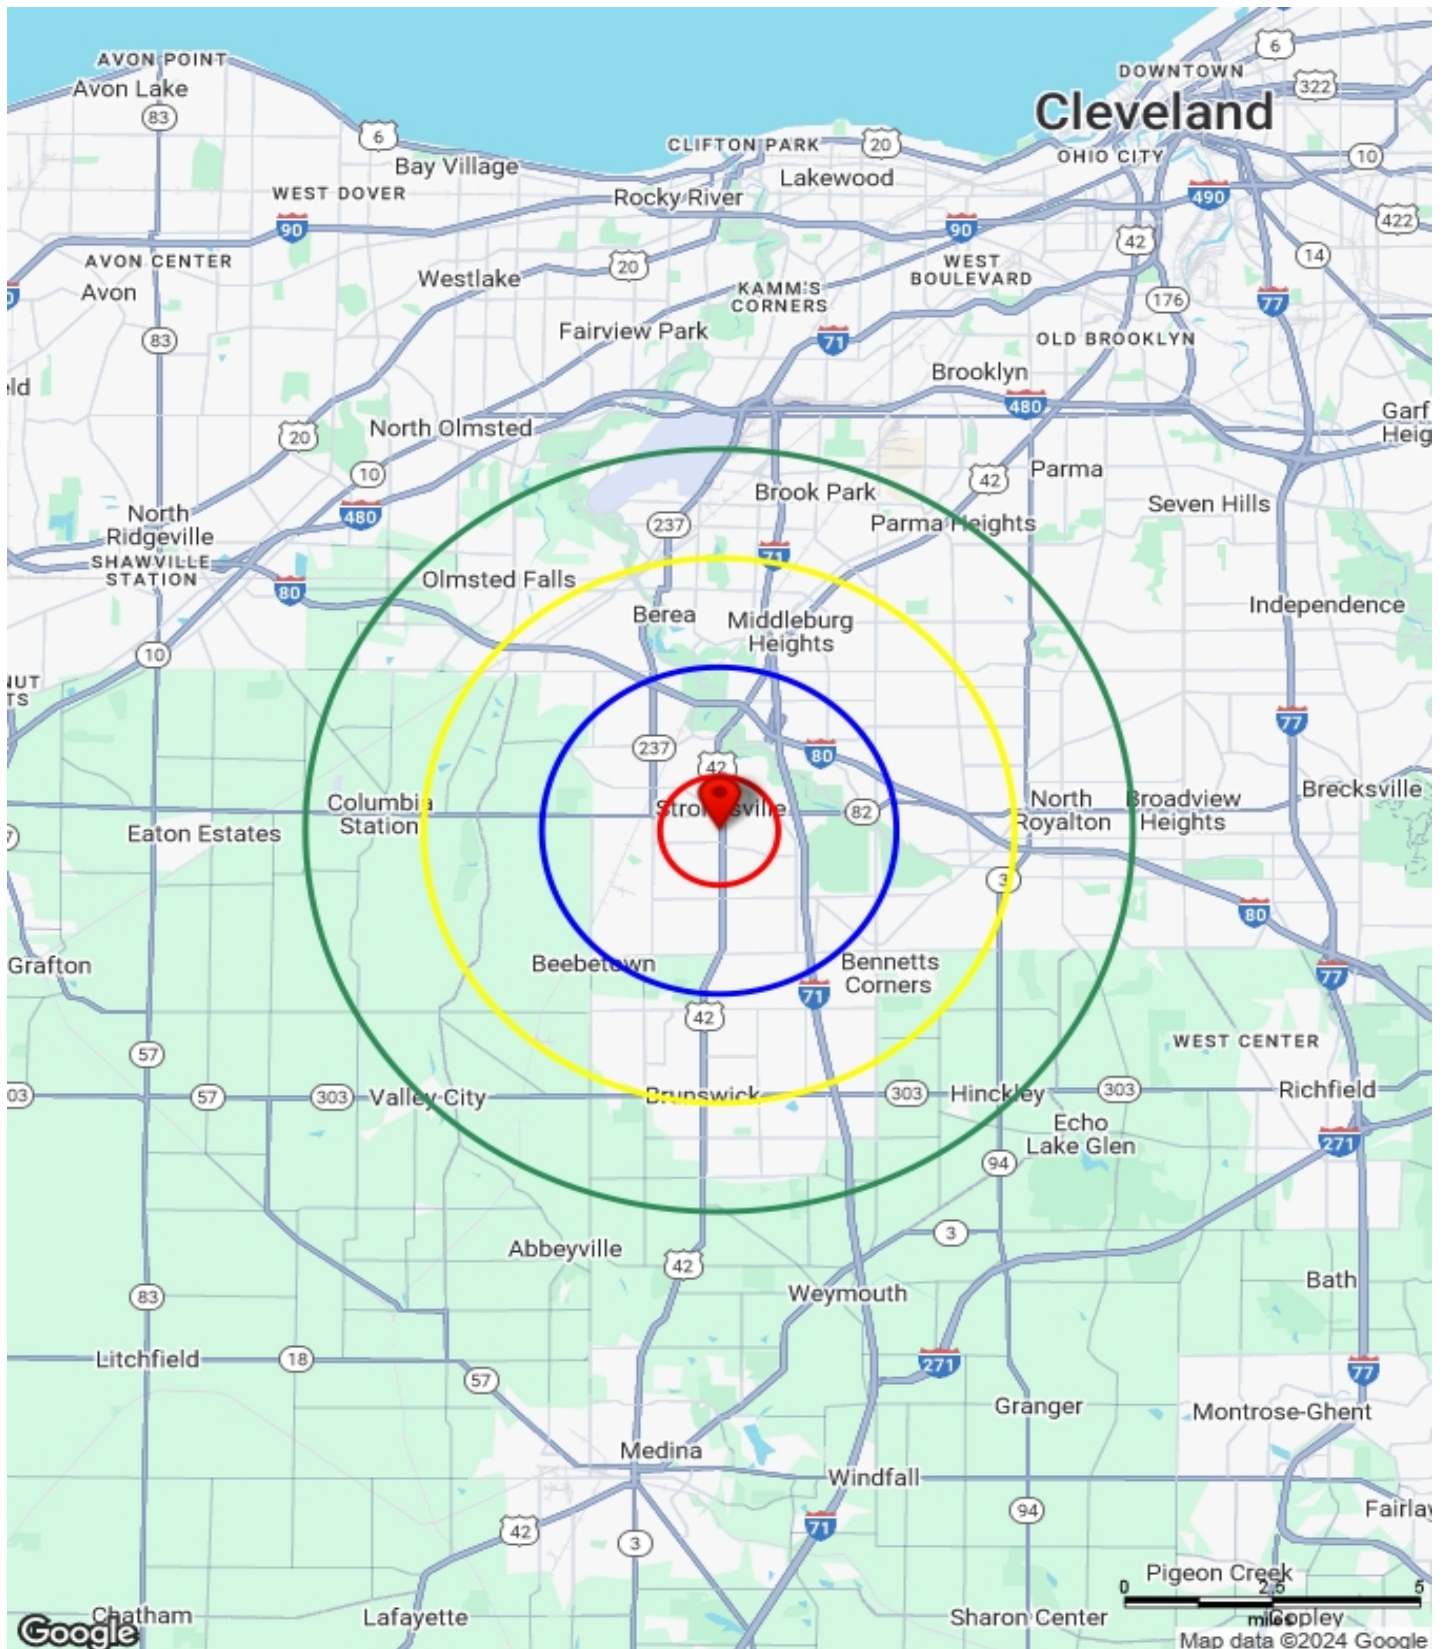 6
AVON POINT
DOWNTOWN
Avon Lake
322
83
Cleveland
6
CLIFTON PARK
20
OHIO CITY
10
Bay Village
Lakewood
WEST DOVER
Rocky River
490
90
90
422
42
AVON CENTER
20
WEST
BOULEVARD
14
Westlake
Avon
KAMM'S
CORNERS
176
77
Fairview Park
83
71
OLD BROOKLYN
Brooklyn
480
20
North Olmsted
10
Parma
42
Brook Park
Seven Hills
North
Ridgeville
480
237
Parma Heights
71
SHAWVILLE
STATION
80
Olmsted Falls
Independence
Berea
Middleburg
Heights
10
77
237
80
42
Columbia
Station
Strongsville
82
North
Royalton
Broadview
Heights
Brecksville
Eaton Estates
3
80
Grafton
Beebetown
Bennetts
Corners
77
71
42
57
WEST CENTER
03
57
303
Valley City
Brunswick
303
Hinckley
303
Richfield
Echo
Lake Glen
271
94
3
Abbeyville
42
Bath
83
Weymouth
Litchfield
18
271
77
57
Granger
Montrose-Ghent
Medina
Windfall
94
71
42
3
Pigeon Creek
0 2.5 5
miles
Chatham
Lafayette
Sharon Center
Copley
Google
Map data ©2024 Google